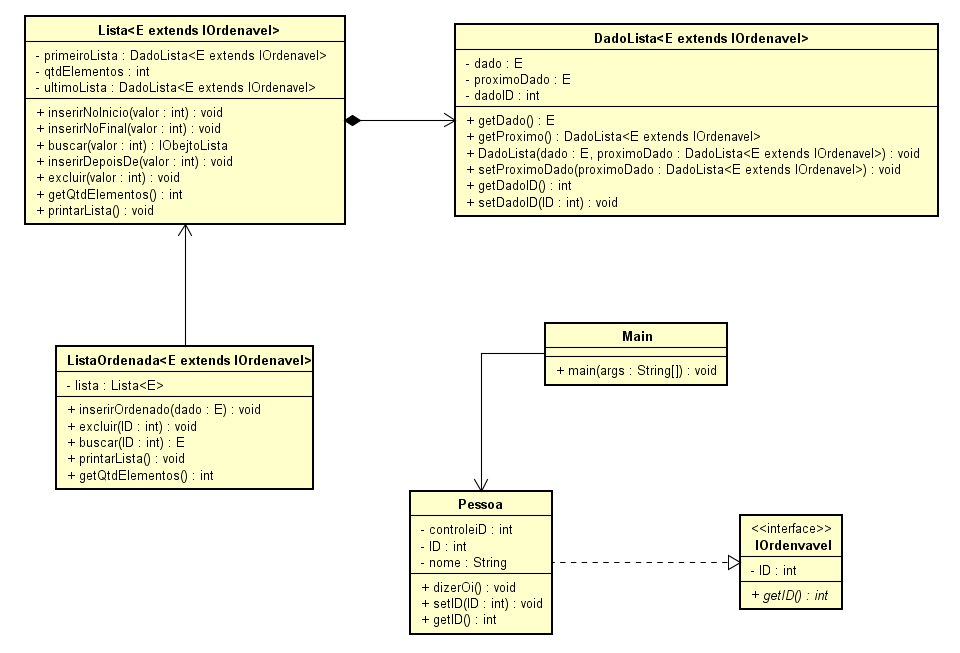 Lista<E extends IOrdenavel>
- primeiroLista : DadoLista<E extends IOrdenavel>
- qtdElementos : int
- ultimoLista : DadoLista<E extends IOrdenavel>
+ inserirNoInicio(valor : int) : void
+ inserirNoFinal(valor : int) : void
+ buscar(valor : int) : IObejtoLista
+ inserirDepoisDe(valor : int) : void
+ excluir(valor : int) : void
+ getQtdElementos() : int
+ printarLista() : void
DadoLista<E extends IOrdenavel>
- dado : E
- proximoDado : E
- dadoID : int
+ getDado() : E
+ getProximo() : DadoLista<E extends IOrdenavel>
+ DadoLista(dado : E, proximoDado : DadoLista<E extends IOrdenavel>) : void
+ setProximoDado(proximoDado : DadoLista<E extends IOrdenavel>) : void
+ getDadoID() : int
+ setDadoID(ID : int) : void
ListaOrdenada<E extends IOrdenavel>
- lista : Lista<E>
+ inserirOrdenado(dado : E) : void
+ excluir(ID : int) : void
+ buscar(ID : int) : E
+ printarLista() : void
+ getQtdElementos() : int
Main
+ main(args : String[]) : void
Pessoa
- controleiD : int
- ID : int
- nome : String
+ dizerOi() : void
+ setID(ID : int) : void
+ getID() : int
<<interface>>
IOrdenvavel
- ID : int
+ getID() : int